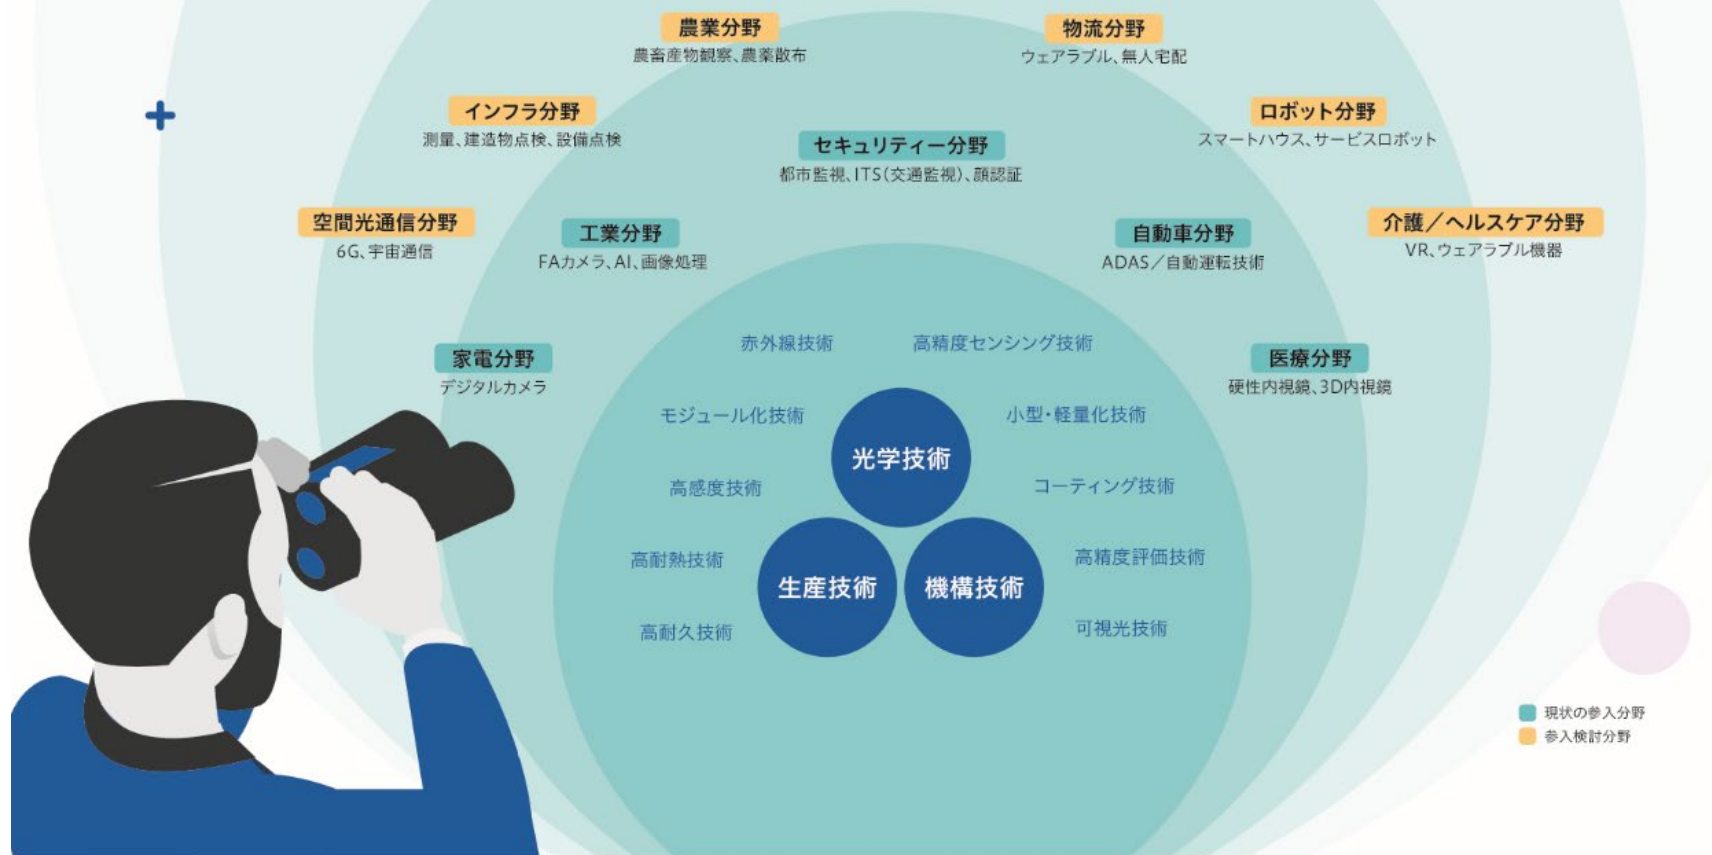 農業分野
農畜産物観察、農薬散布
物流分野
ウェアラブル、無人宅配
インフラ分野
測量、建造物点検、設備点検
ロボット分野
スマートハウス、サービスロボット
セキュリティー分野
都市監視、ITS(交通監視)、顔認証
空間光通信分野
6G、宇宙通信
工業分野
FAカメラ、AI、画像処理
自動車分野
ADAS／自動運転技術
介護／ヘルスケア分野
VR、ウェアラブル機器
家電分野
デジタルカメラ
医療分野
硬性内視鏡、3D内視鏡
赤外線技術
高精度センシング技術
モジュール化技術
小型・軽量化技術
光学技術
高感度技術
コーティング技術
高耐熱技術
高精度評価技術
生産技術
機構技術
高耐久技術
可視光技術
現状の参入分野
参入検討分野